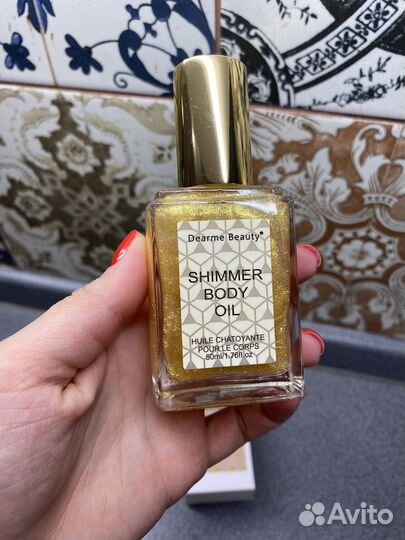 Dearme Beauty®
SHIMMER
BODY
OIL
HUILE CHATOYANTE
POUR LE CORPS
50ml/1.76fl.oz
Avito